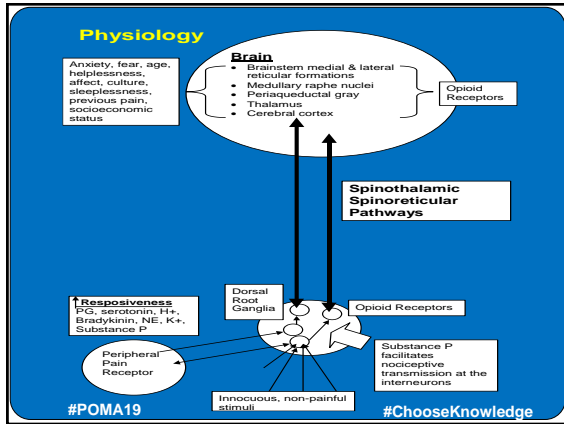 Physiology
Anxiety, fear, age,
helplessness,
affect, culture,
sleeplessness,
previous pain,
socioeconomic
status
Brain
• Brainstem medial & lateral
reticular formations
• Medullary raphe nuclei
• Periaqueductal gray
• Thalamus
• Cerebral cortex
Opioid
Receptors
Spinothalamic
Spinoreticular
Pathways
Dorsal
Root
Ganglia
Opioid Receptors
Resposiveness
PG, serotonin, H+,
Bradykinin, NE, K+,
Substance P
Peripheral
Pain
Receptor
Substance P
facilitates
nociceptive
transmission at the
interneurons
Innocuous, non-painful
stimuli
#POMA19
#ChooseKnowledge